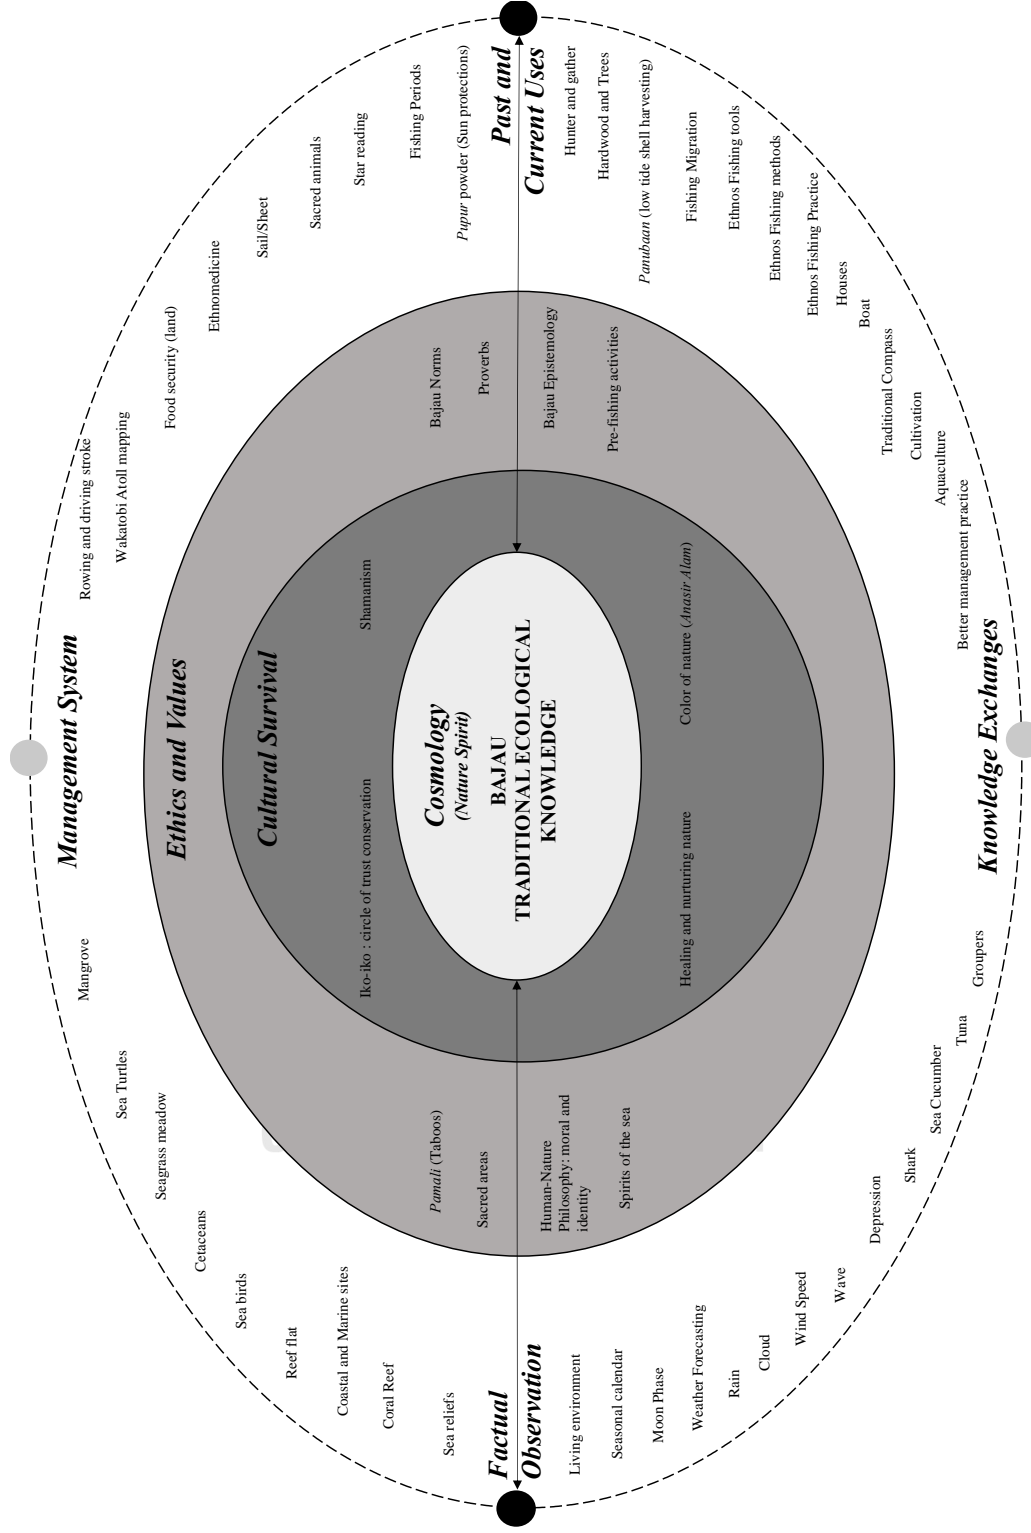 Management System
Rowing and driving stroke
Wakatobi Atoll mapping
Food security (land)
Ethnomedicine
Sail/Sheet
Sacred animals
Star reading
Fishing Periods
Pupur powder (Sun protections)
Past and
Current Uses
Hunter and gather
Hardwood and Trees
Panubaan (low tide shell harvesting)
Fishing Migration
Ethnos Fishing tools
Ethnos Fishing methods
Ethnos Fishing Practice
Houses
Boat
Traditional Compass
Cultivation
Aquaculture
Better management practice
Knowledge Exchanges
Mangrove
Sea Turtles
Seagrass meadow
Cetaceans
Sea birds
Reef flat
Coastal and Marine sites
Coral Reef
Sea reliefs
Factual
Observation
Living environment
Seasonal calendar
Moon Phase
Weather Forecasting
Rain
Cloud
Wind Speed
Wave
Depression
Shark
Sea Cucumber
Tuna
Groupers
Ethics and Values
Bajau Norms
Proverbs
Bajau Epistemology
Pre-fishing activities
Pamali (Taboos)
Sacred areas
Human-Nature
Philosophy: moral and
identity
Spirits of the sea
Cultural Survival
Iko-iko : circle of trust conservation
Shamanism
Healing and nurturing nature
Color of nature (Anasir Alam)
Cosmology
(Nature Spirit)
BAJAU
TRADITIONAL ECOLOGICAL
KNOWLEDGE